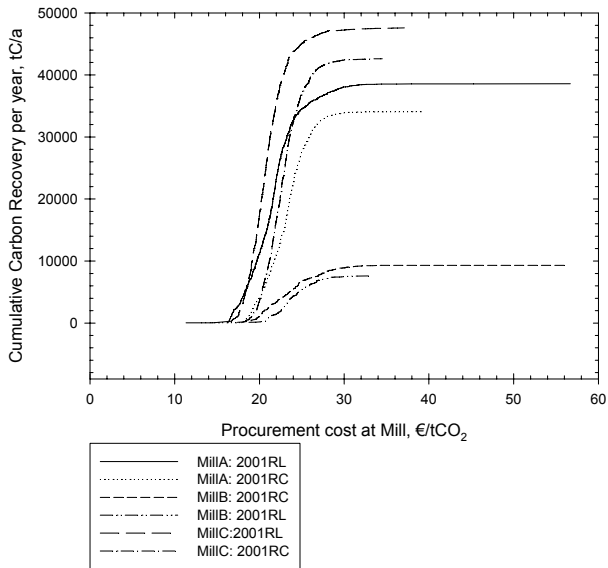 Cumulative Carbon Recovery per year, tC/a
50000
40000
30000
20000
10000
0
0 10 20 30 40 50 60
Procurement cost at Mill, €/tCO2
MillA: 2001RL
MillA: 2001RC
MillB: 2001RC
MillB: 2001RL
MillC:2001RL
MillC: 2001RC